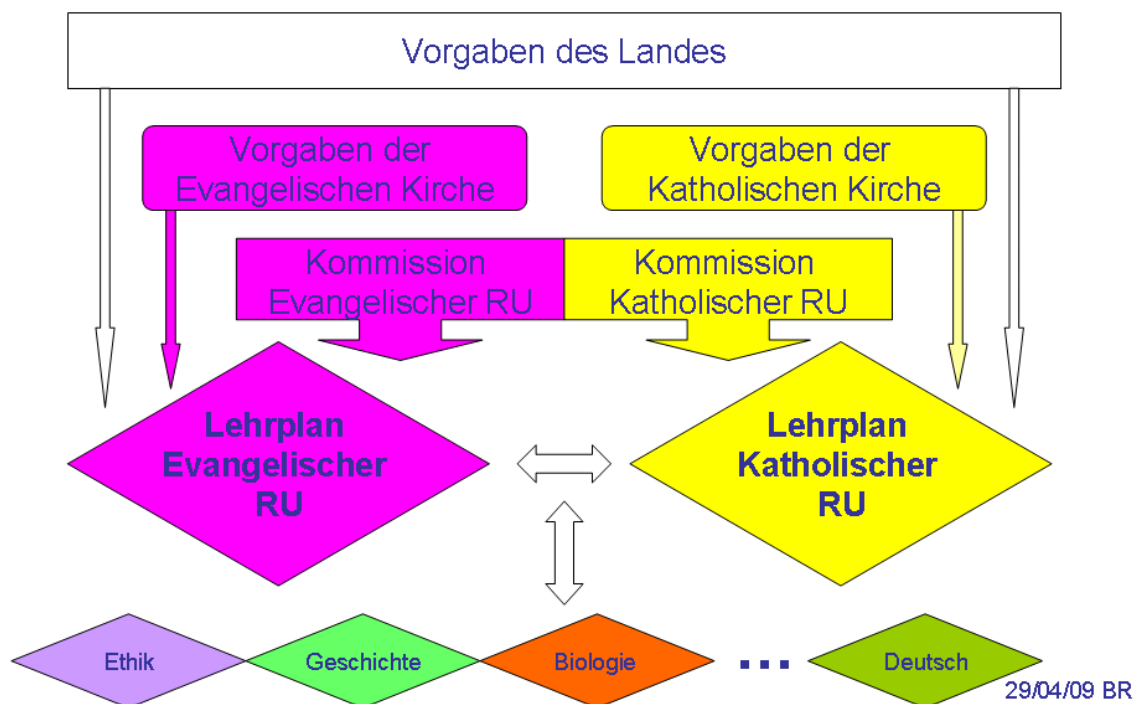 Vorgaben des Landes
Vorgaben der
Evangelischen Kirche
Vorgaben der
Katholischen Kirche
Kommission
Evangelischer RU
Kommission
Katholischer RU
Lehrplan
Evangelischer
RU
Lehrplan
Katholischer
RU
Ethik
Geschichte
Biologie
...
Deutsch
29/04/09 BR